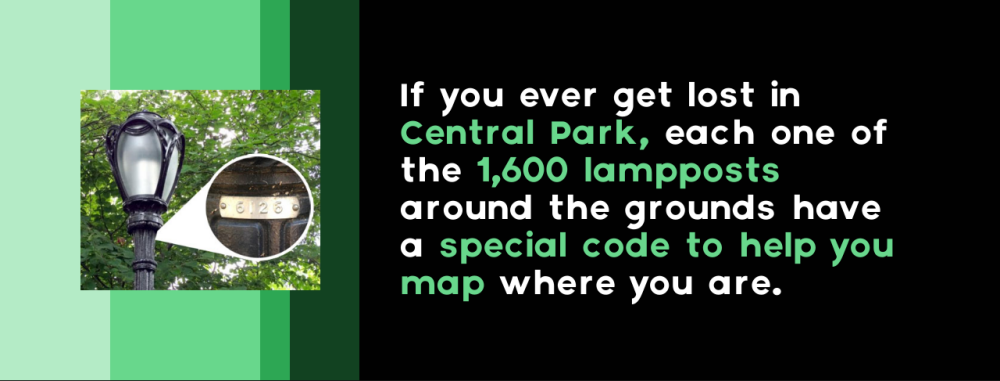 6125
If you ever get lost in
Central Park, each one of
the 1,600 lampposts
around the grounds have
a special code to help you
map where you are.